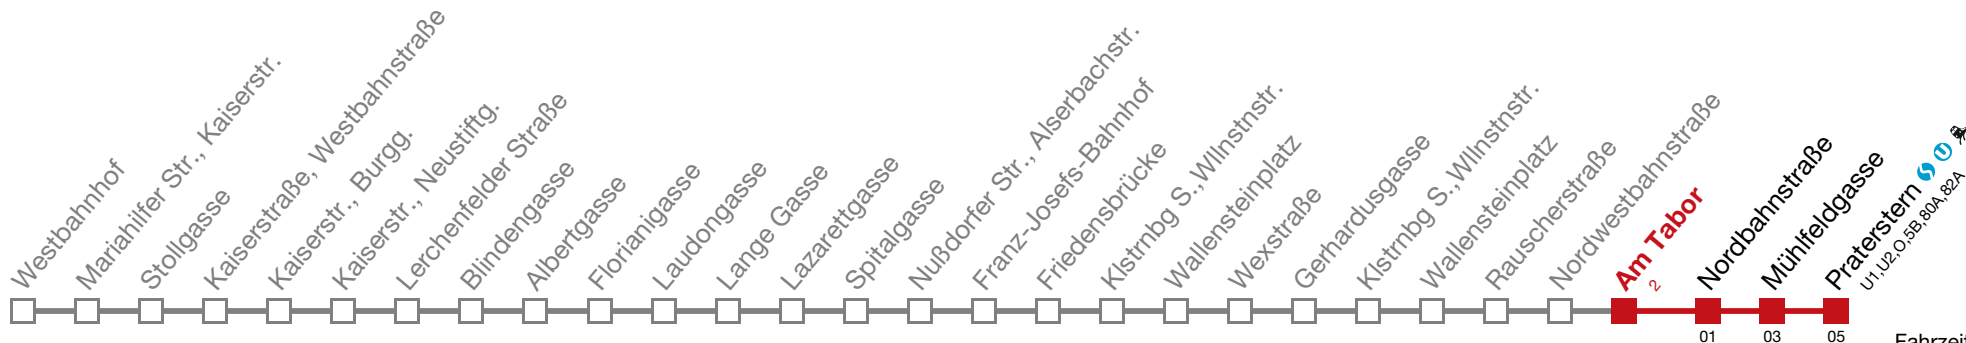 Westbahnhof
Mariahilfer Str., Kaiserstr.
Stollgasse
Kaiserstraße, Westbahnstraße
Kaiserstr., Burgg.
Kaiserstr., Neustiftg.
Lerchenfelder Straße
Blindengasse
Albertgasse
Florianigasse
Laudongasse
Lange Gasse
Lazarettgasse
Spitalgasse
Nußdorfer Str., Alserbachstr.
Franz-Josefs-Bahnhof
Friedensbrücke
Klstrnbg S., Wllnstnstr.
Wallensteinplatz
Wexstraße
Gerhardusgasse
Klstrnbg S., Wllnstnstr.
Wallensteinplatz
Rauscherstraße
Nordwestbahnstraße
Am Tabor
2
Nordbahnstraße
Mühlfeldgasse
Praterstern S U
U1,U2,O,5B,80A,82A
01 03 05
Fahrzeit